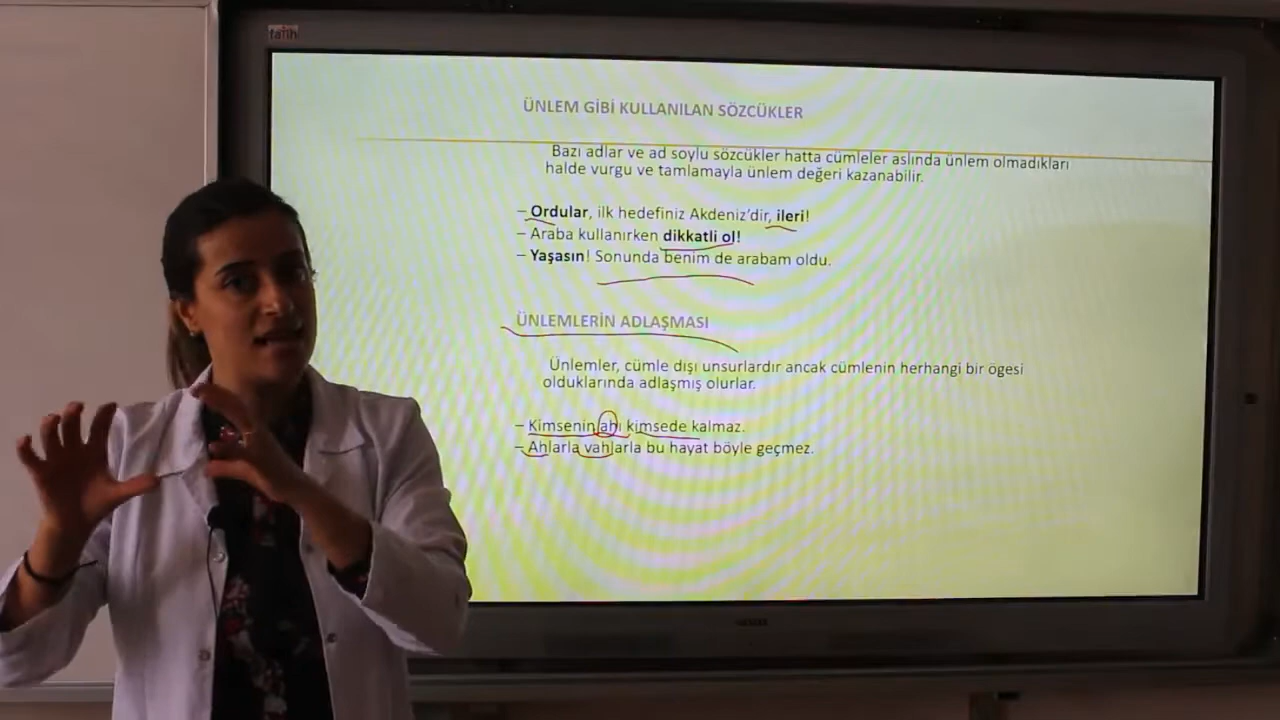 fatih
ÜNLEM GİBİ KULLANILAN SÖZCÜKLER
Bazı adlar ve ad soylu sözcükler hatta cümleler aslında ünlem olmadıkları
halde vurgu ve tamlamayla ünlem değeri kazanabilir.
– Ordular, ilk hedefiniz Akdeniz'dir, ileri!
– Araba kullanırken dikkatli ol!
– Yaşasın! Sonunda benim de arabam oldu.
ÜNLEMLERİN ADLAŞMASI
Ünlemler, cümle dışı unsurlardır ancak cümlenin herhangi bir ögesi
olduklarında adlaşmış olurlar.
– Kimsenin ahı kimsede kalmaz.
– Ahlarla vahlarla bu hayat böyle geçmez.